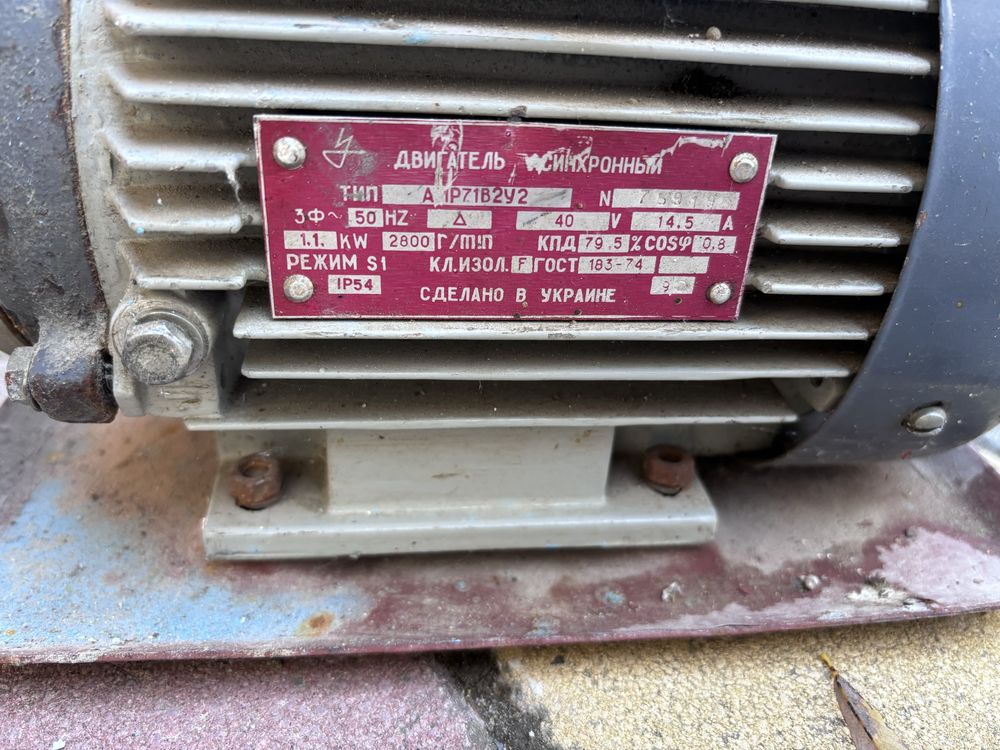 ДВИГАТЕЛЬ АСИНХРОННЫЙ
ТИП АИР71В2У2 N
3Ф~ 50 HZ Δ 40 V 14.5 A
1.1. KW 2800 Г/min КПД 79.5 % COSφ 0,8
РЕЖИМ S1 КЛ.ИЗОЛ. F ГОСТ 183-74
IP54 СДЕЛАНО В УКРАИНЕ